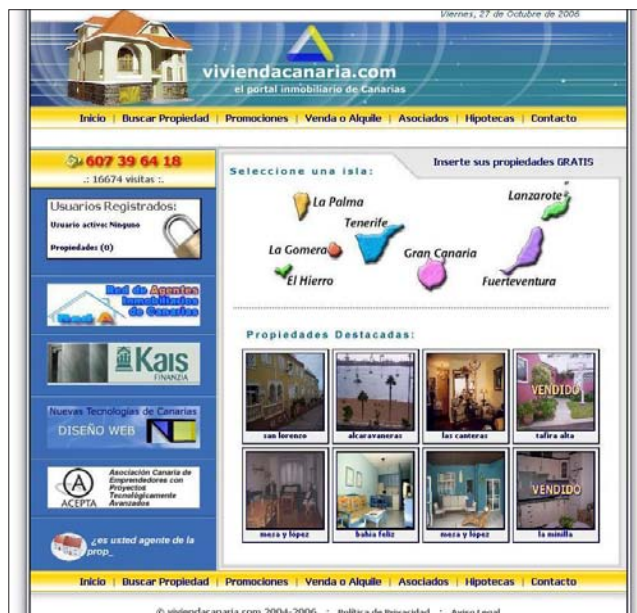 Viernes, 27 de Octubre de 2006
viviendacanaria.com
el portal inmobiliario de Canarias
Inicio | Buscar Propiedad | Promociones | Venda o Alquile | Asociados | Hipotecas | Contacto
607 39 64 18
.: 16674 visitas :.
Usuarios Registrados:
Usuario activo: Ninguno
Propiedades (0)
Red de Agentes
Inmobiliarios
de Canarias
Red A
Kais
FINANZIA
Nuevas Tecnologías de Canarias
DISEÑO WEB
Asociación Canaria de
Emprendedores con
Proyectos
Tecnológicamente
Avanzados
A
ACEPTA
¿es usted agente de la
prop_
Seleccione una isla:
Inserte sus propiedades GRATIS
La Palma
Lanzarote
Tenerife
La Gomera
Gran Canaria
El Hierro
Fuerteventura
Propiedades Destacadas:
VENDIDO
san lorenzo
alcaravaneras
las canteras
tafira alta
VENDIDO
mesa y lópez
bahía feliz
mesa y lópez
la minilla
Inicio | Buscar Propiedad | Promociones | Venda o Alquile | Asociados | Hipotecas | Contacto
© viviendacanaria.com 2004-2006 .: Política de Privacidad .: Aviso Legal